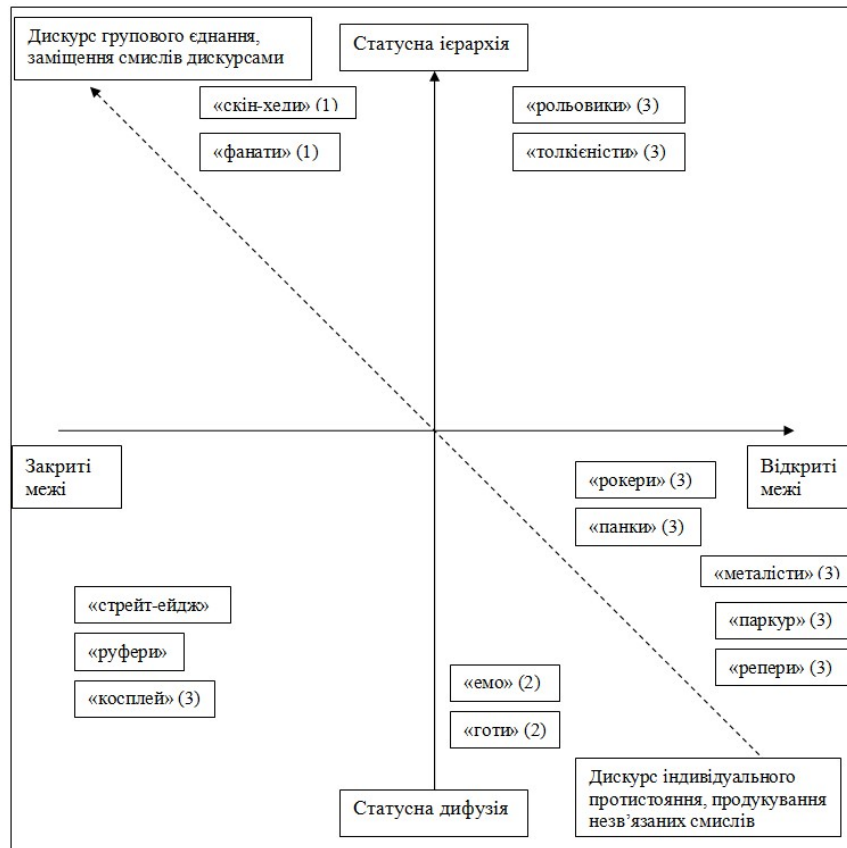 Дискурс групового єднання,
заміщення смислів дискурсами
Статусна ієрархія
«скін-хеди» (1)
«рольовики» (3)
«фанати» (1)
«толкієністи» (3)
Закриті
межі
Відкриті
межі
«рокери» (3)
«панки» (3)
«металісти» (3)
«стрейт-ейдж»
«паркур» (3)
«руфери»
«репери» (3)
«косплей» (3)
«емо» (2)
«готи» (2)
Статусна дифузія
Дискурс індивідуального
протистояння, продукування
незв’язаних смислів